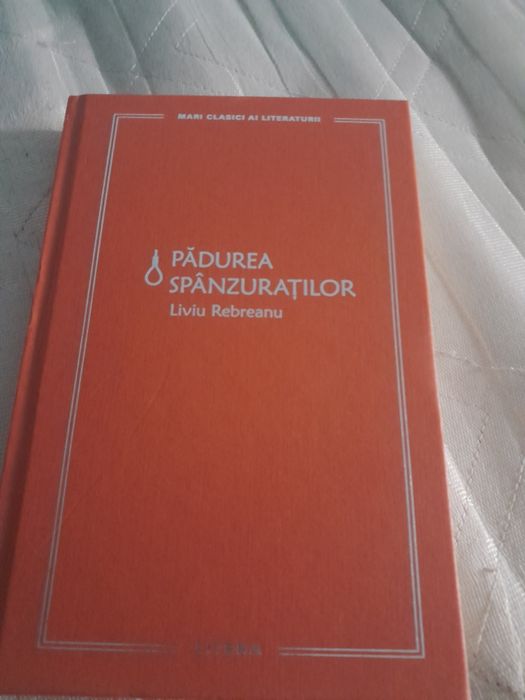 MARI CLASICI AI LITERATURII
PĂDUREA
SPÂNZURAȚILOR
Liviu Rebreanu
LITERA